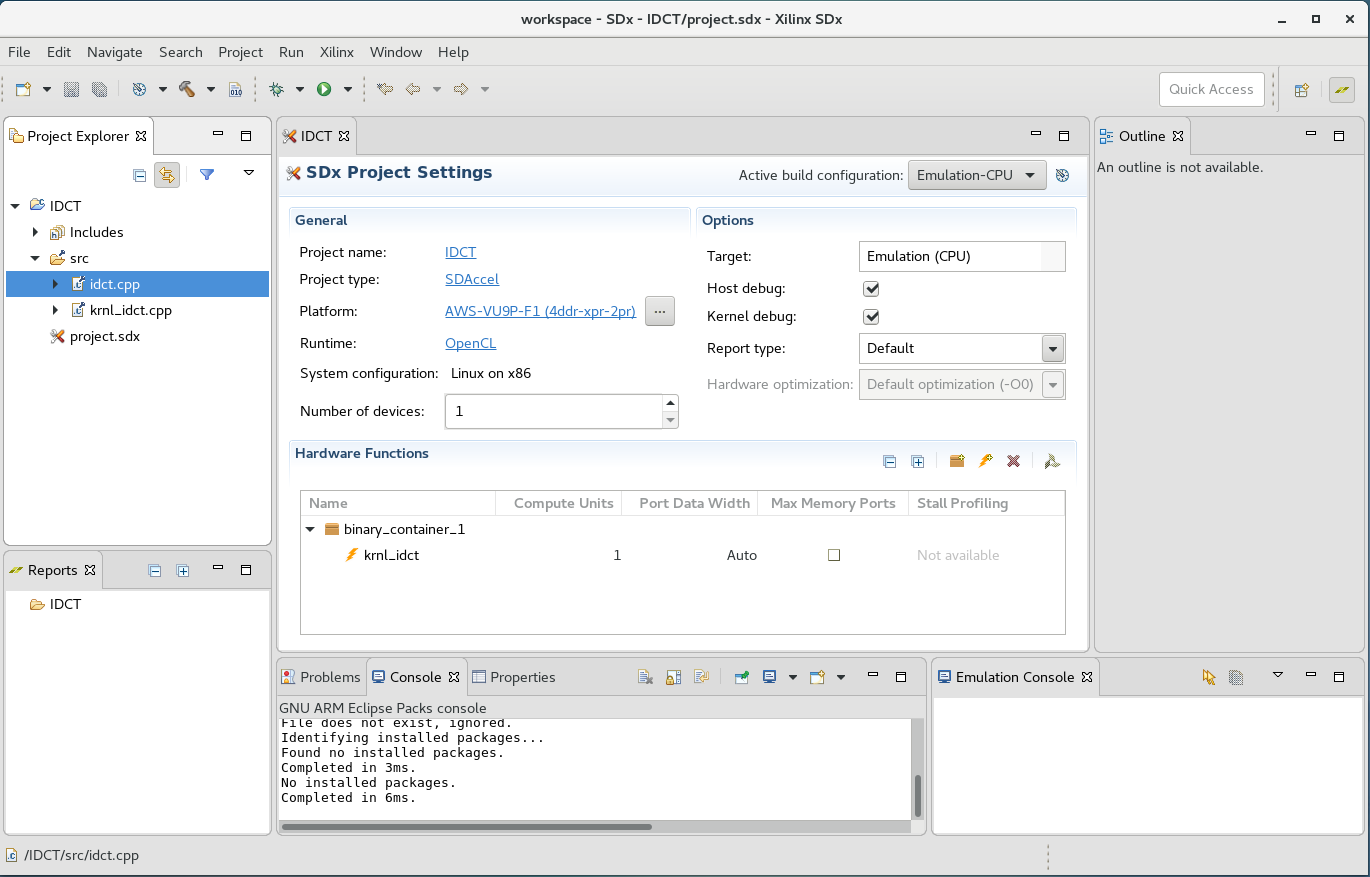 workspace - SDx - IDCT/project.sdx - Xilinx SDx
File Edit Navigate Search Project Run Xilinx Window Help
010
Quick Access
Project Explorer
IDCT
Includes
src
idct.cpp
krnl_idct.cpp
project.sdx
Reports
IDCT
IDCT
SDx Project Settings
Active build configuration: Emulation-CPU
General
Project name: IDCT
Project type: SDAccel
Platform: AWS-VU9P-F1 (4ddr-xpr-2pr) ...
Runtime: OpenCL
System configuration: Linux on x86
Number of devices: 1
Options
Target: Emulation (CPU)
Host debug:
Kernel debug:
Report type: Default
Hardware optimization: Default optimization (-O0)
Hardware Functions
Name Compute Units Port Data Width Max Memory Ports Stall Profiling
binary_container_1
krnl_idct 1 Auto Not available
Outline
An outline is not available.
Problems Console Properties
GNU ARM Eclipse Packs console
File does not exist, ignored.
Identifying installed packages...
Found no installed packages.
Completed in 3ms.
No installed packages.
Completed in 6ms.
Emulation Console
/IDCT/src/idct.cpp